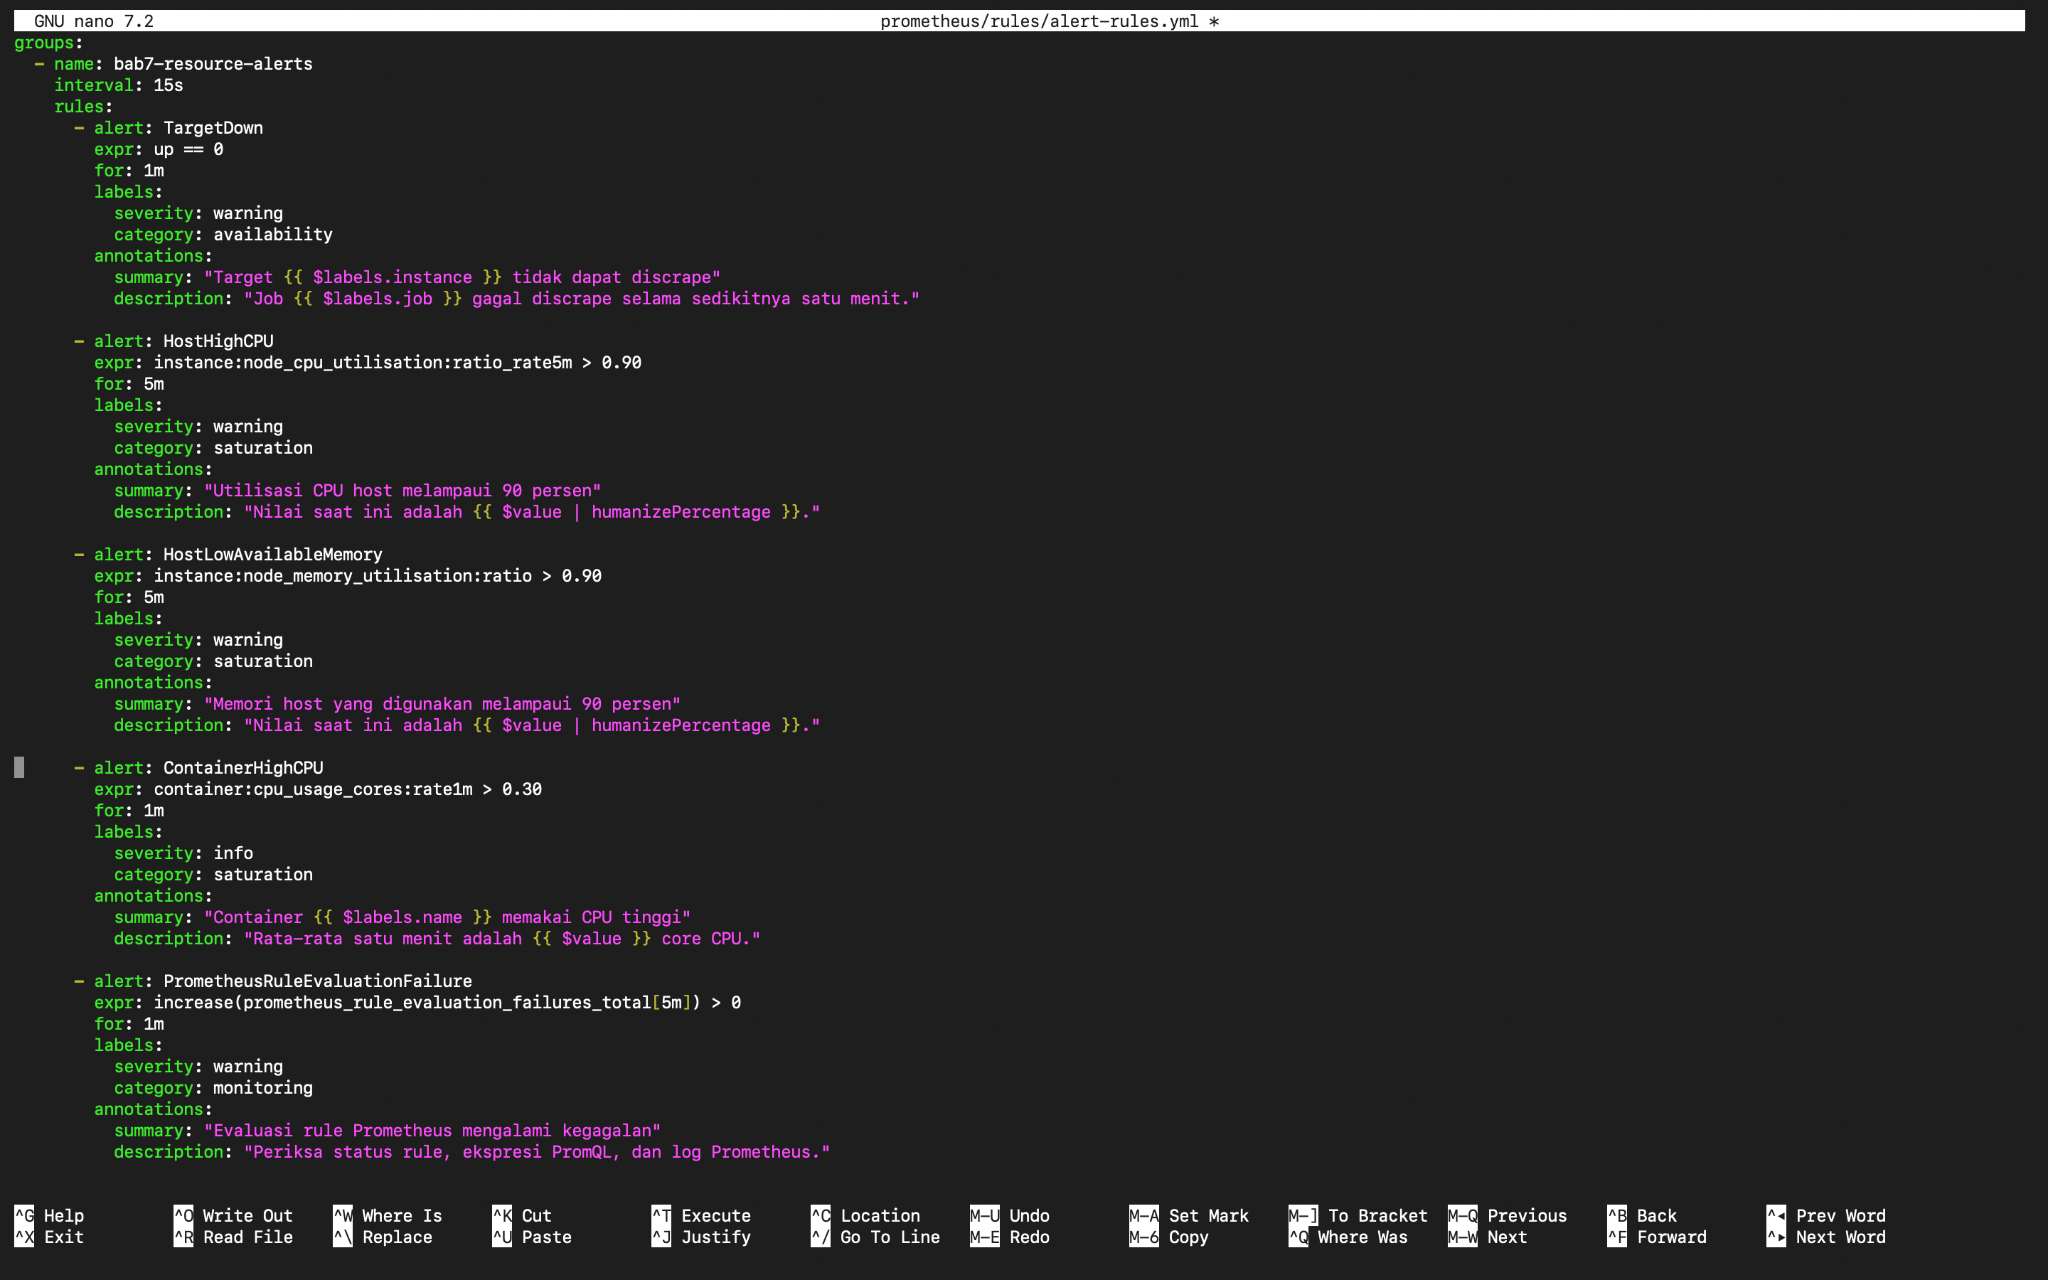 GNU nano 7.2 prometheus/rules/alert-rules.yml *
groups:
  - name: bab7-resource-alerts
    interval: 15s
    rules:
      - alert: TargetDown
        expr: up == 0
        for: 1m
        labels:
          severity: warning
          category: availability
        annotations:
          summary: "Target {{ $labels.instance }} tidak dapat discrape"
          description: "Job {{ $labels.job }} gagal discrape selama sedikitnya satu menit."

      - alert: HostHighCPU
        expr: instance:node_cpu_utilisation:ratio_rate5m > 0.90
        for: 5m
        labels:
          severity: warning
          category: saturation
        annotations:
          summary: "Utilisasi CPU host melampaui 90 persen"
          description: "Nilai saat ini adalah {{ $value | humanizePercentage }}."

      - alert: HostLowAvailableMemory
        expr: instance:node_memory_utilisation:ratio > 0.90
        for: 5m
        labels:
          severity: warning
          category: saturation
        annotations:
          summary: "Memori host yang digunakan melampaui 90 persen"
          description: "Nilai saat ini adalah {{ $value | humanizePercentage }}."

      - alert: ContainerHighCPU
        expr: container:cpu_usage_cores:rate1m > 0.30
        for: 1m
        labels:
          severity: info
          category: saturation
        annotations:
          summary: "Container {{ $labels.name }} memakai CPU tinggi"
          description: "Rata-rata satu menit adalah {{ $value }} core CPU."

      - alert: PrometheusRuleEvaluationFailure
        expr: increase(prometheus_rule_evaluation_failures_total[5m]) > 0
        for: 1m
        labels:
          severity: warning
          category: monitoring
        annotations:
          summary: "Evaluasi rule Prometheus mengalami kegagalan"
          description: "Periksa status rule, ekspresi PromQL, dan log Prometheus."

^G Help ^O Write Out ^W Where Is ^K Cut ^T Execute ^C Location M-U Undo M-A Set Mark M-] To Bracket M-Q Previous ^B Back ^◂ Prev Word
^X Exit ^R Read File ^\ Replace ^U Paste ^J Justify ^/ Go To Line M-E Redo M-6 Copy ^Q Where Was M-W Next ^F Forward ^▸ Next Word